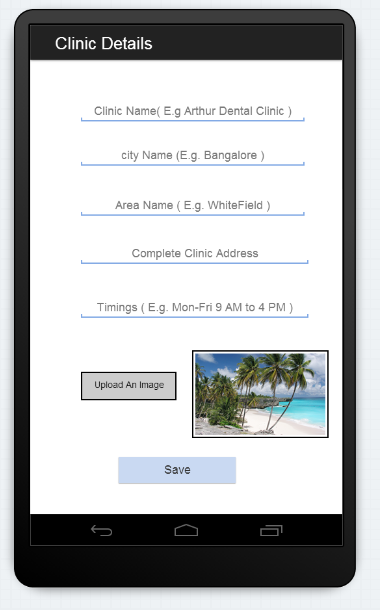 Clinic Details
Clinic Name( E.g Arthur Dental Clinic )
city Name (E.g. Bangalore )
Area Name ( E.g. WhiteField )
Complete Clinic Address
Timings ( E.g. Mon-Fri 9 AM to 4 PM )
Upload An Image
Save